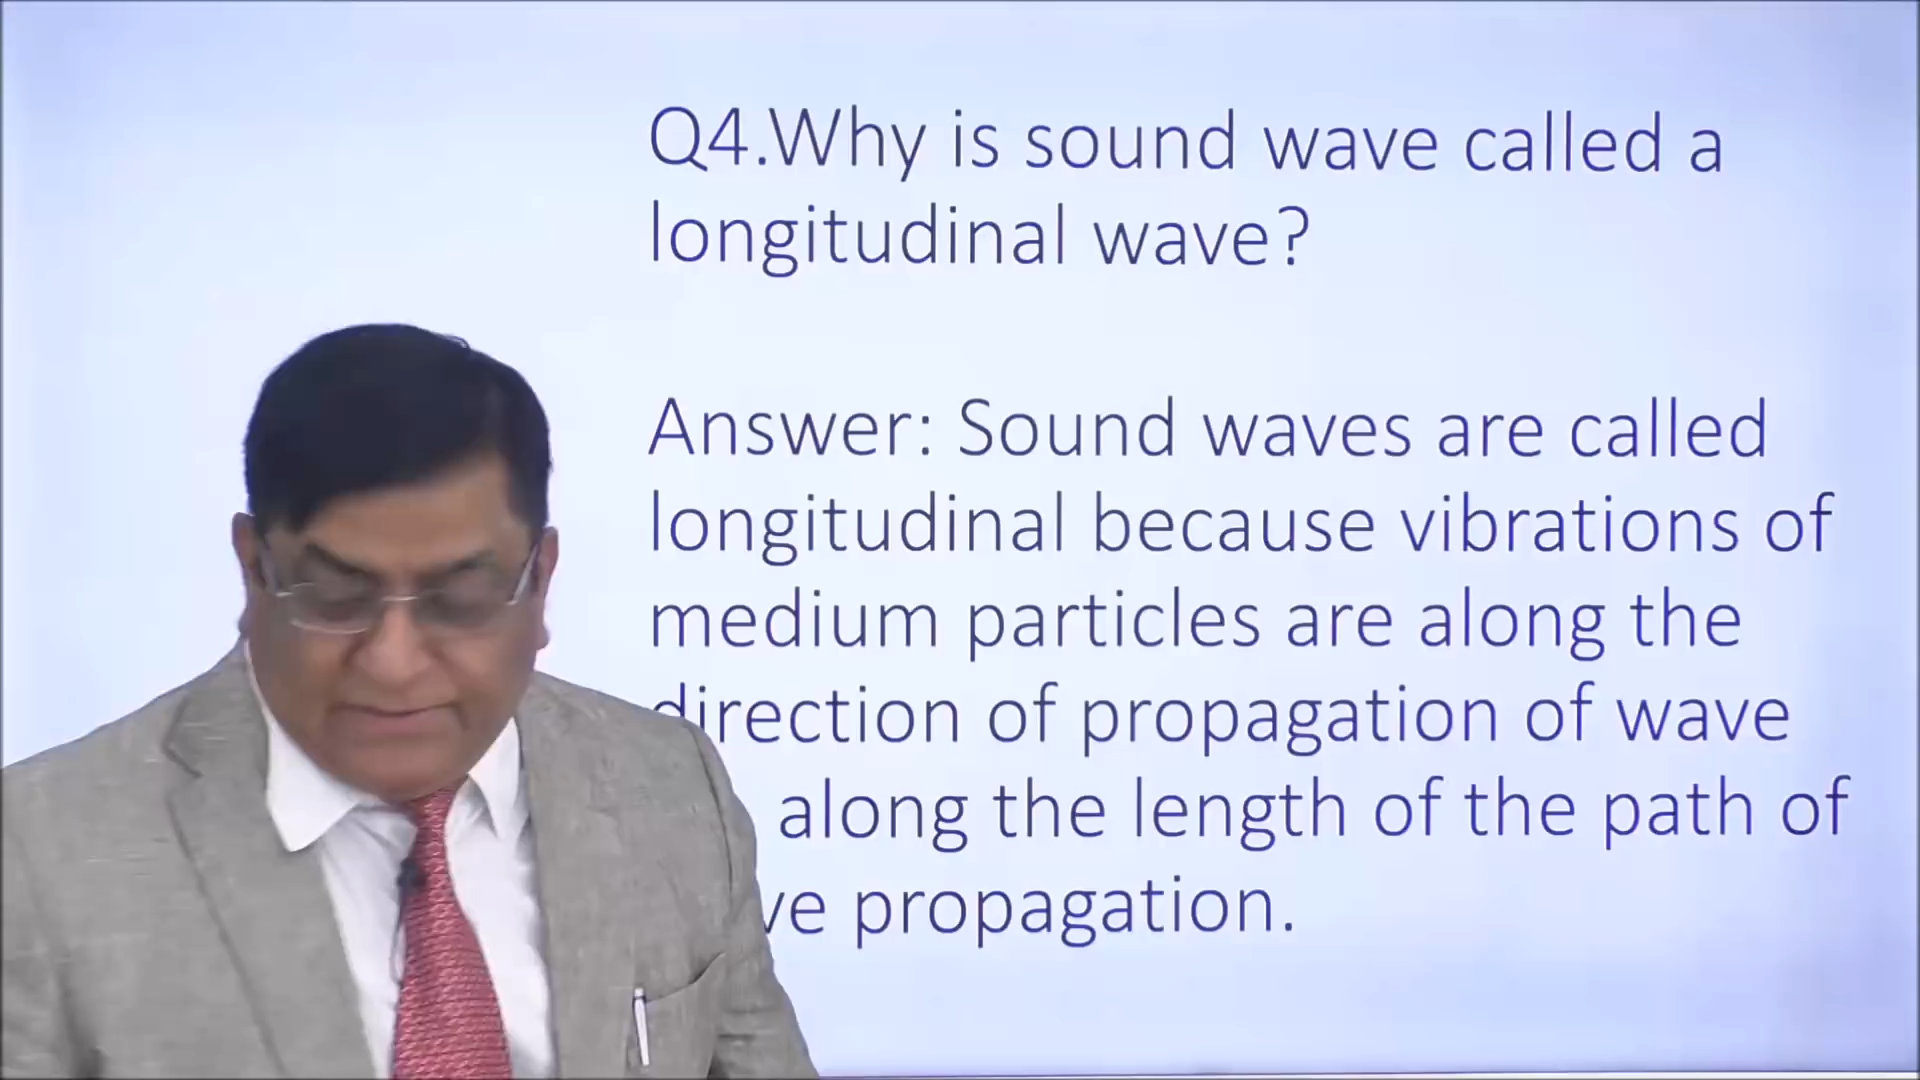 Q4.Why is sound wave called a
longitudinal wave?
Answer: Sound waves are called
longitudinal because vibrations of
medium particles are along the
direction of propagation of wave
along the length of the path of
propagation.